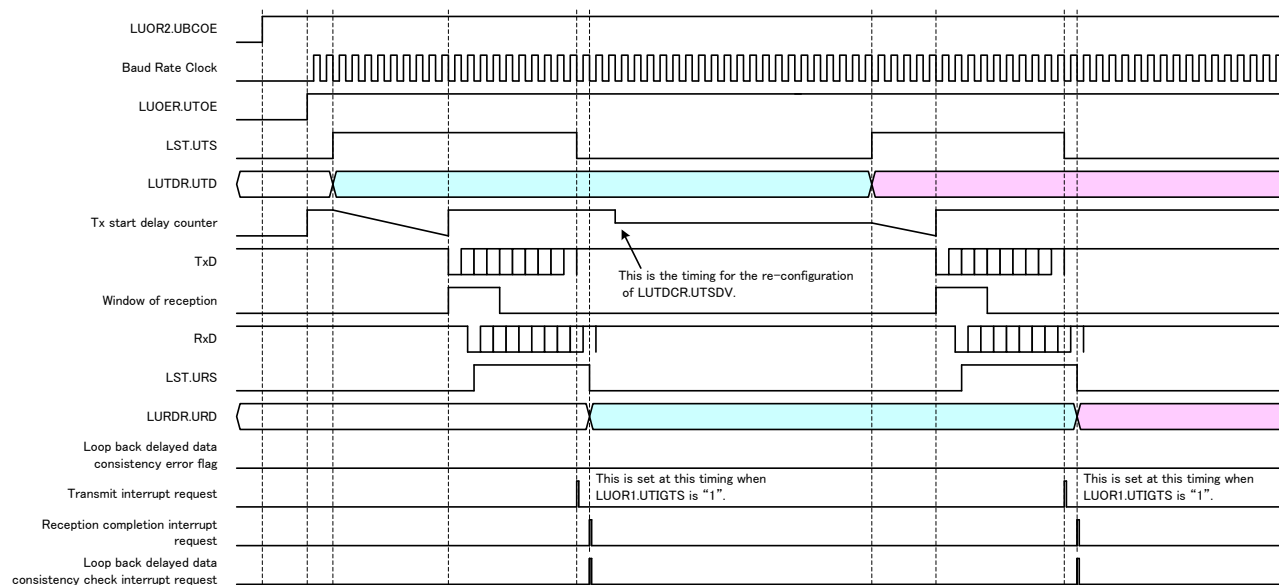 LUOR2.UBCOE
Baud Rate Clock
LUOER.UTOE
LST.UTS
LUTDR.UTD
Tx start delay counter
TxD
This is the timing for the re-configuration
of LUTDCR.UTSDV.
Window of reception
RxD
LST.URS
LURDR.URD
Loop back delayed data
consistency error flag
Transmit interrupt request
This is set at this timing when
LUOR1.UTIGTS is “1”.
This is set at this timing when
LUOR1.UTIGTS is “1”.
Reception completion interrupt
request
Loop back delayed data
consistency check interrupt request